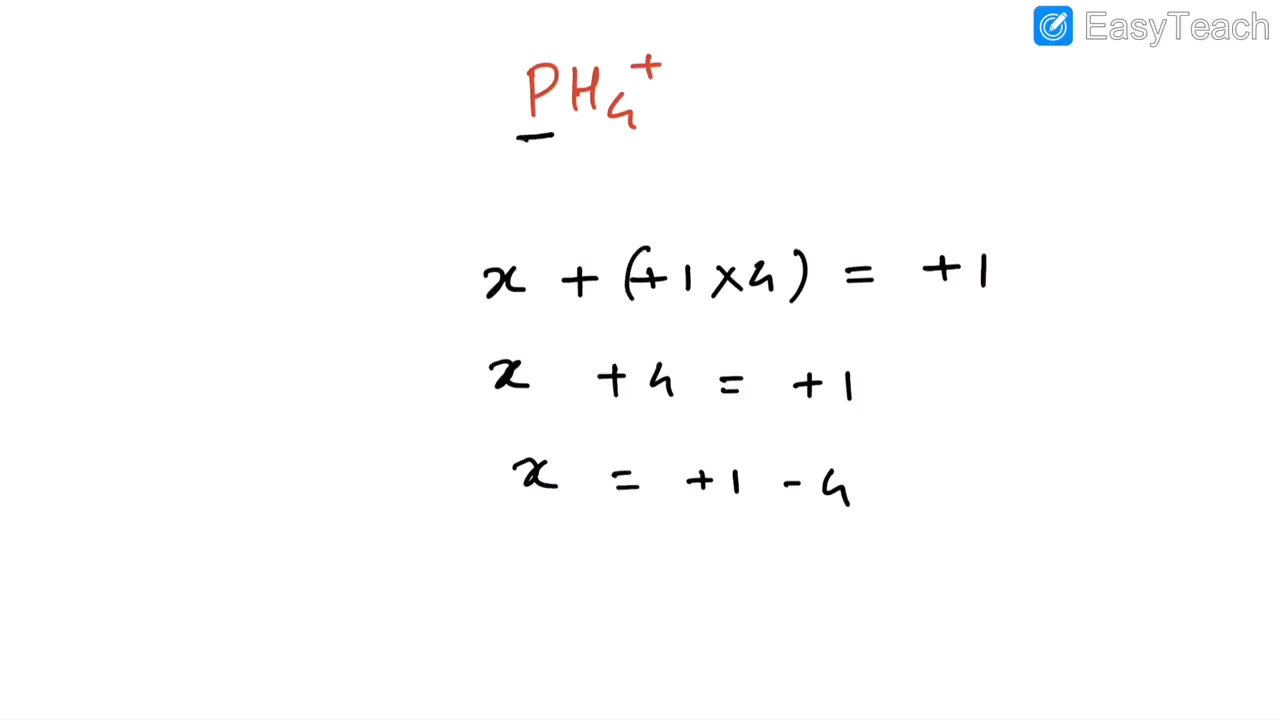 EasyTeach
PH₄⁺
x + (+1×4) = +1
x +4 = +1
x = +1 - 4